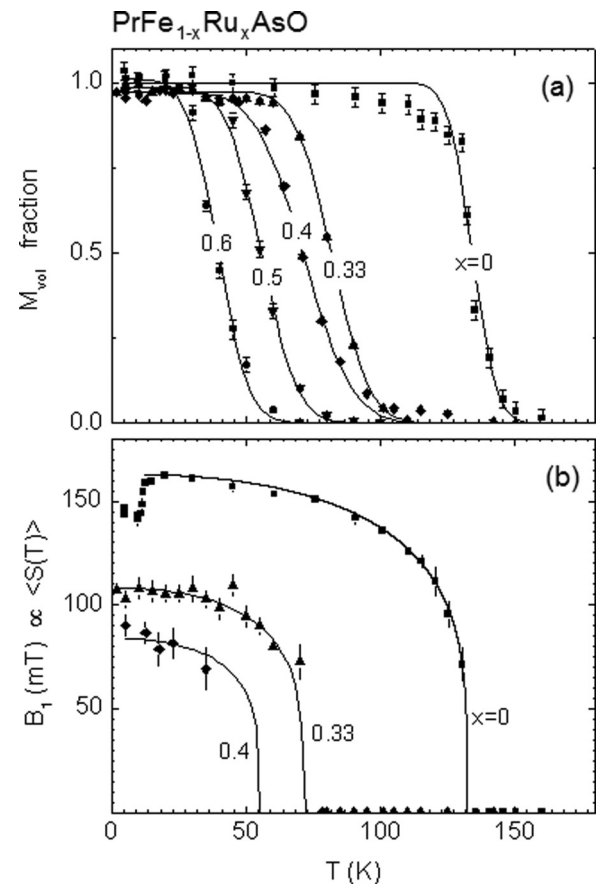 PrFe₁₋ₓRuₓAsO
(a)
1.0
0.5
0.0
M_vol fraction
0.6
0.5
0.4
0.33
x=0
(b)
150
100
50
B₁ (mT) ∝ <S(T)>
0.4
0.33
x=0
0 50 100 150
T (K)